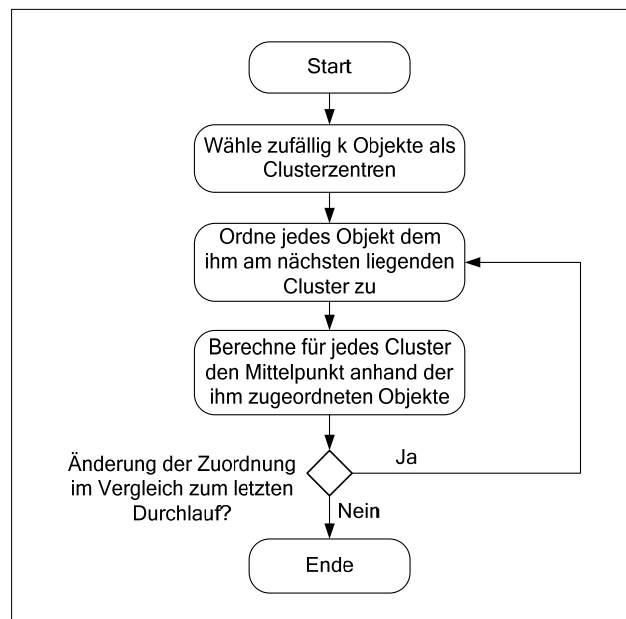 Start
Wähle zufällig k Objekte als
Clusterzentren
Ordne jedes Objekt dem
ihm am nächsten liegenden
Cluster zu
Berechne für jedes Cluster
den Mittelpunkt anhand der
ihm zugeordneten Objekte
Änderung der Zuordnung
im Vergleich zum letzten
Durchlauf?
Ja
Nein
Ende